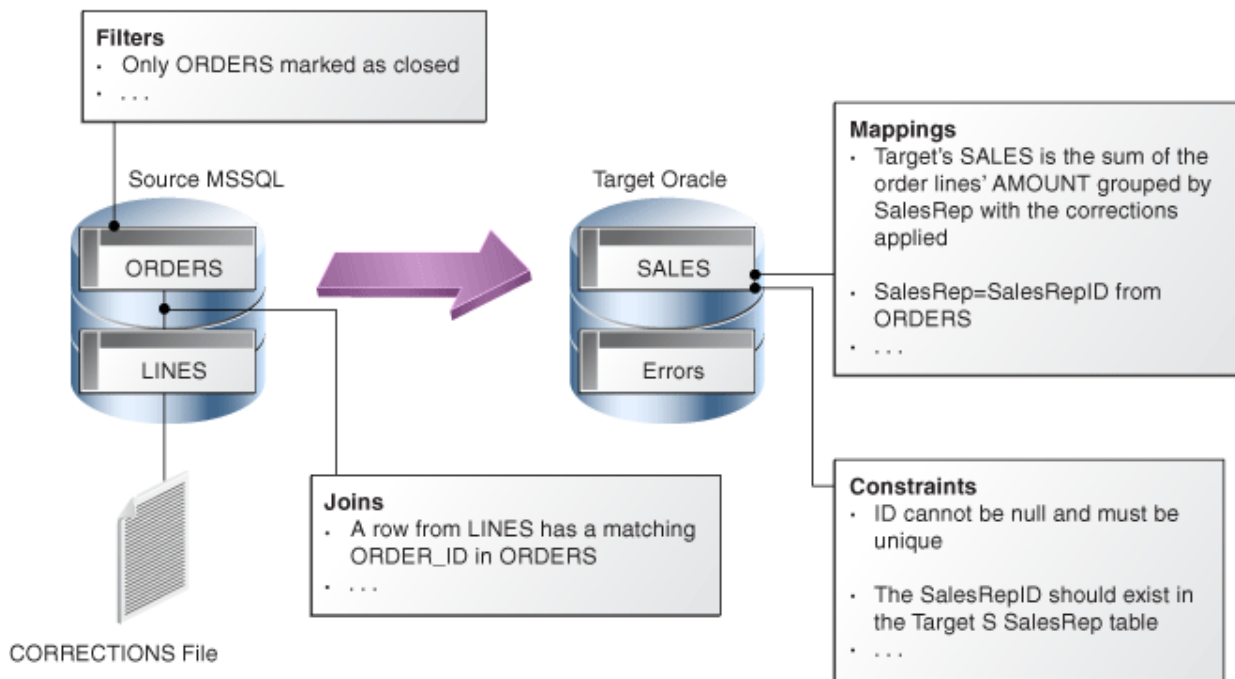 Filters
· Only ORDERS marked as closed
· . . .
Source MSSQL
Target Oracle
ORDERS
LINES
SALES
Errors
Mappings
· Target's SALES is the sum of the
order lines' AMOUNT grouped by
SalesRep with the corrections
applied
· SalesRep=SalesRepID from
ORDERS
· . . .
Joins
· A row from LINES has a matching
ORDER_ID in ORDERS
· . . .
Constraints
· ID cannot be null and must be
unique
· The SalesRepID should exist in
the Target S SalesRep table
· . . .
CORRECTIONS File